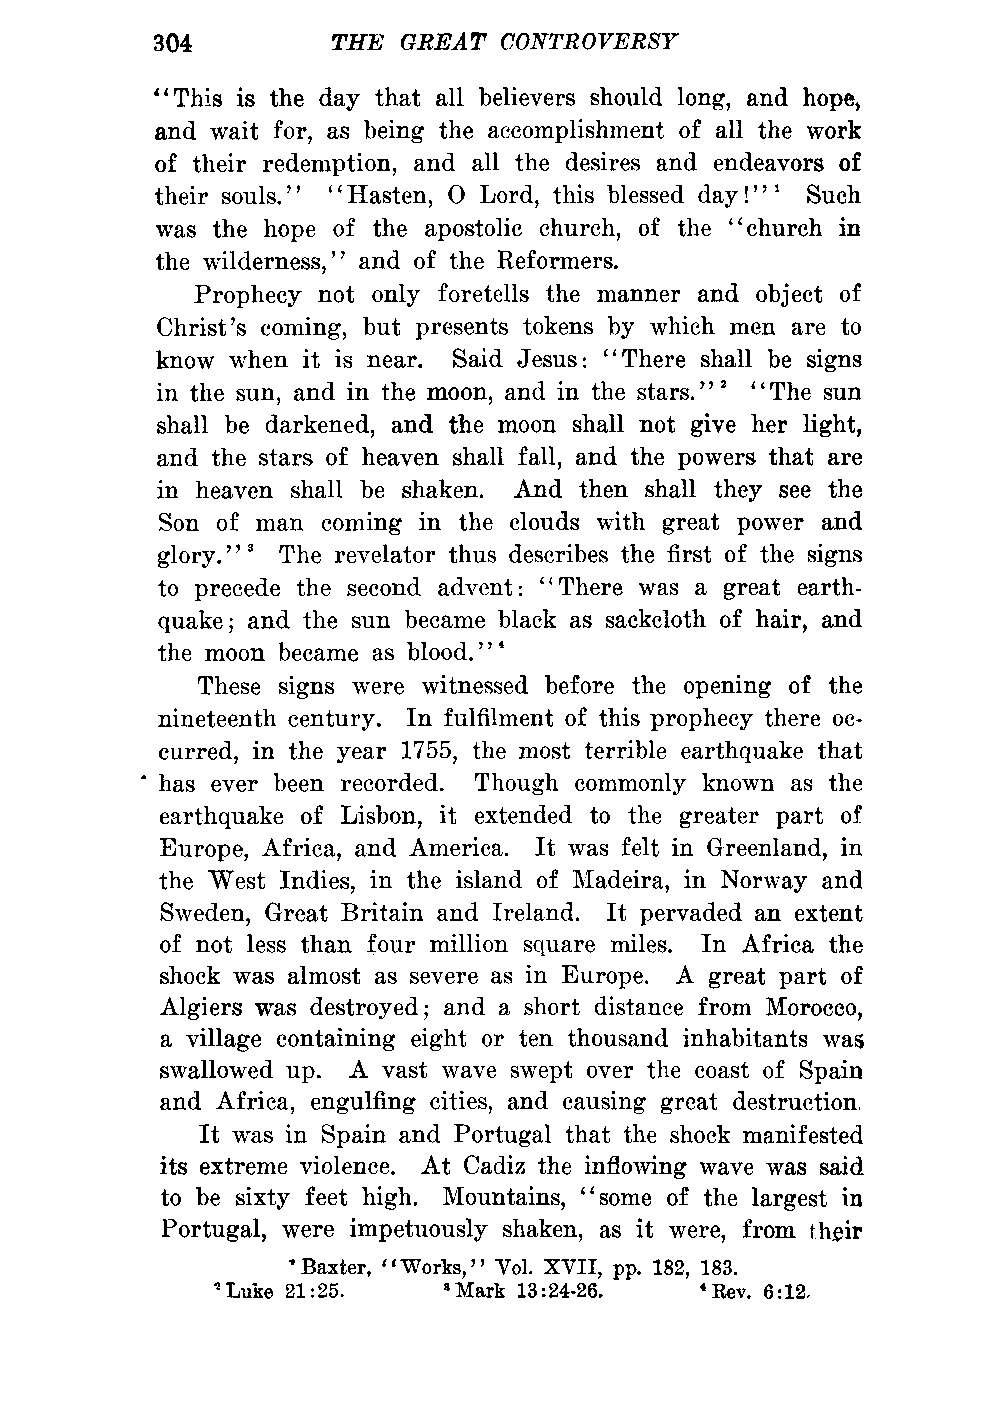 304 THE GREAT CONTROVERSY
“This is the day that all believers should long, and hope,
and wait for, as being the accomplishment of all the work
of their redemption, and all the desires and endeavors of
their souls.” “Hasten, O Lord, this blessed day!”¹ Such
was the hope of the apostolic church, of the “church in
the wilderness,” and of the Reformers.
Prophecy not only foretells the manner and object of
Christ’s coming, but presents tokens by which men are to
know when it is near. Said Jesus: “There shall be signs
in the sun, and in the moon, and in the stars.”² “The sun
shall be darkened, and the moon shall not give her light,
and the stars of heaven shall fall, and the powers that are
in heaven shall be shaken. And then shall they see the
Son of man coming in the clouds with great power and
glory.”³ The revelator thus describes the first of the signs
to precede the second advent: “There was a great earth-
quake; and the sun became black as sackcloth of hair, and
the moon became as blood.”⁴
These signs were witnessed before the opening of the
nineteenth century. In fulfilment of this prophecy there oc-
curred, in the year 1755, the most terrible earthquake that
has ever been recorded. Though commonly known as the
earthquake of Lisbon, it extended to the greater part of
Europe, Africa, and America. It was felt in Greenland, in
the West Indies, in the island of Madeira, in Norway and
Sweden, Great Britain and Ireland. It pervaded an extent
of not less than four million square miles. In Africa the
shock was almost as severe as in Europe. A great part of
Algiers was destroyed; and a short distance from Morocco,
a village containing eight or ten thousand inhabitants was
swallowed up. A vast wave swept over the coast of Spain
and Africa, engulfing cities, and causing great destruction.
It was in Spain and Portugal that the shock manifested
its extreme violence. At Cadiz the inflowing wave was said
to be sixty feet high. Mountains, “some of the largest in
Portugal, were impetuously shaken, as it were, from their
¹ Baxter, “Works,” Vol. XVII, pp. 182, 183.
² Luke 21:25. ³ Mark 13:24-26. ⁴ Rev. 6:12.